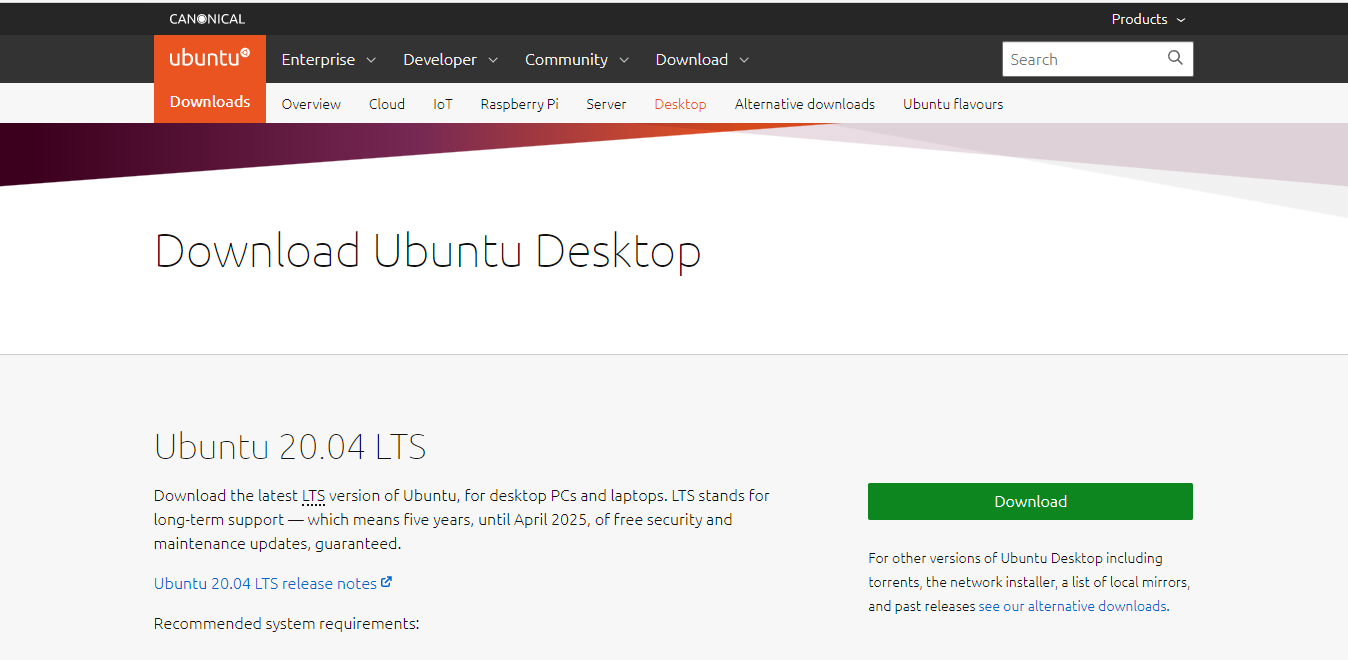 CANONICAL
Products
ubuntu
Enterprise
Developer
Community
Download
Search
Downloads
Overview
Cloud
IoT
Raspberry Pi
Server
Desktop
Alternative downloads
Ubuntu flavours
Download Ubuntu Desktop
Ubuntu 20.04 LTS
Download the latest LTS version of Ubuntu, for desktop PCs and laptops. LTS stands for
long-term support — which means five years, until April 2025, of free security and
maintenance updates, guaranteed.
Ubuntu 20.04 LTS release notes
Recommended system requirements:
Download
For other versions of Ubuntu Desktop including
torrents, the network installer, a list of local mirrors,
and past releases see our alternative downloads.